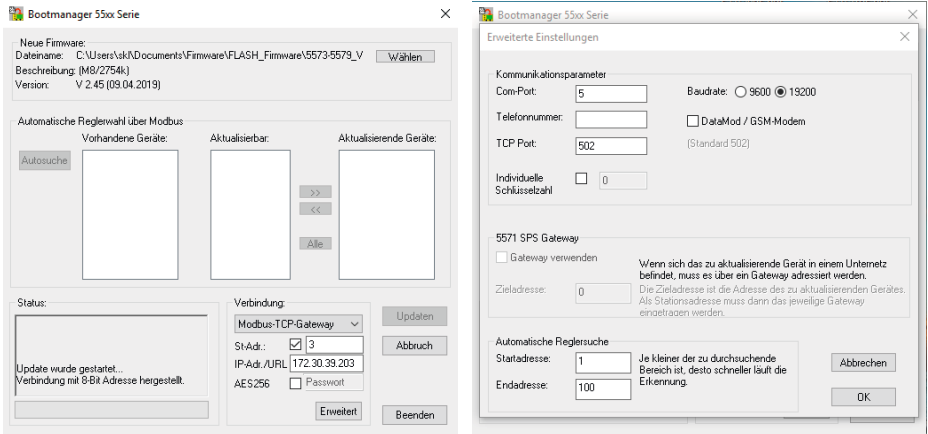 Bootmanager 55xx Serie
Neue Firmware:
Dateiname: C:\Users\skl\Documents\Firmware\FLASH_Firmware\5573-5579_V
Wählen
Beschreibung: (M8/2754k)
Version: V 2.45 (09.04.2019)
Automatische Reglerwahl über Modbus
Vorhandene Geräte: Aktualisierbar: Aktualisierende Geräte:
Autosuche
>>
<<
Alle
Status:
Update wurde gestartet...
Verbindung mit 8-Bit Adresse hergestellt.
Verbindung:
Modbus-TCP-Gateway
St-Adr.: 3
IP-Adr./URL 172.30.39.203
AES256 Passwort
Erweitert
Updaten
Abbruch
Beenden
Bootmanager 55xx Serie
Erweiterte Einstellungen
Kommunikationsparameter
Com-Port: 5 Baudrate: 9600 19200
Telefonnummer: DataMod / GSM-Modem
TCP Port: 502 (Standard 502)
Individuelle
Schlüsselzahl 0
5571 SPS Gateway
Gateway verwenden
Wenn sich das zu aktualisierende Gerät in einem Unternetz
befindet, muss es über ein Gateway adressiert werden.
Zieladresse: 0
Die Zieladresse ist die Adresse des zu aktualisierenden Gerätes.
Als Stationsadresse muss dann das jeweilige Gateway
eingetragen werden.
Automatische Reglersuche
Startadresse: 1
Endadresse: 100
Je kleiner der zu durchsuchende
Bereich ist, desto schneller läuft die
Erkennung.
Abbrechen
OK